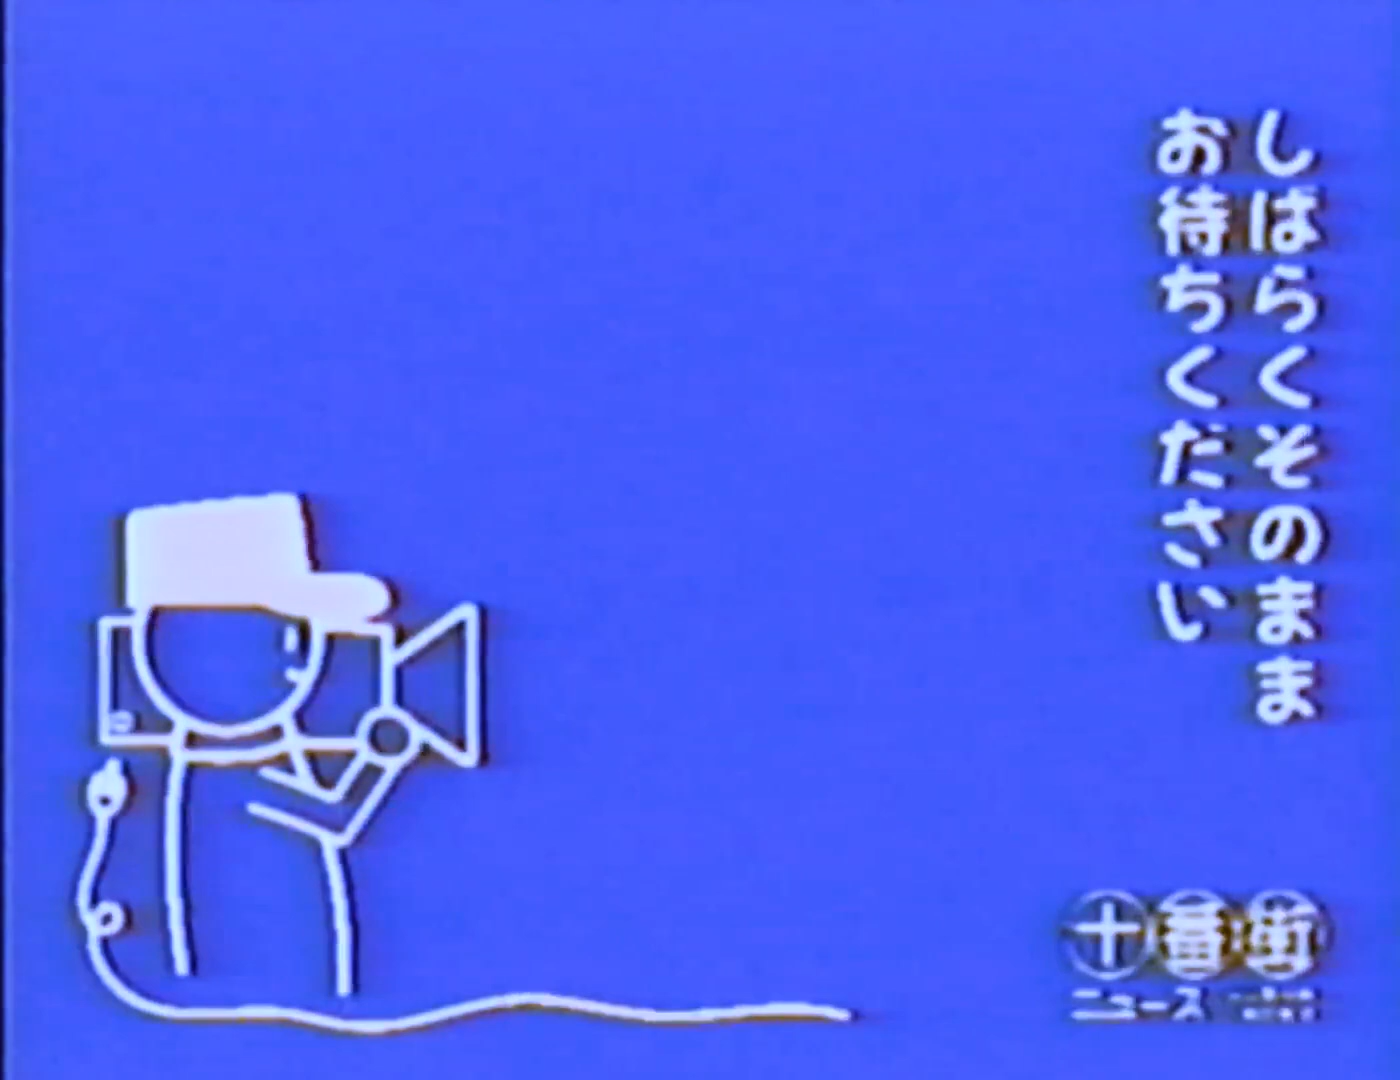 しばらくそのまま
お待ちください
十番街
ニュース